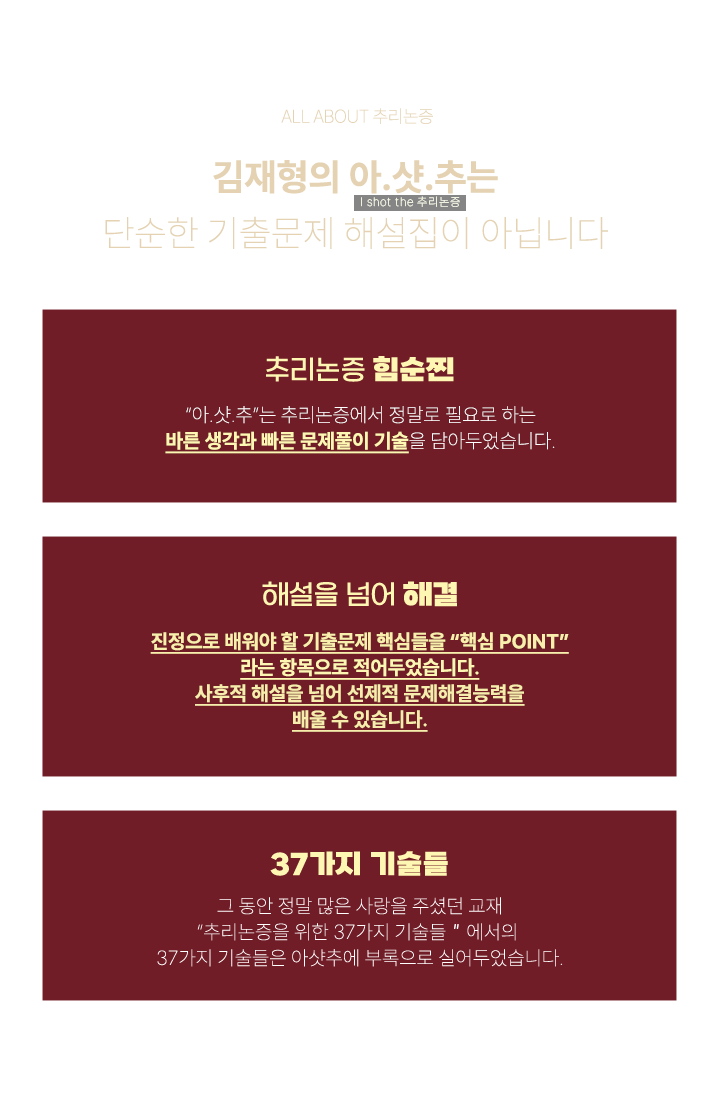 ALL ABOUT 추리논증
김재형의 아.샷.추는
I shot the 추리논증
단순한 기출문제 해설집이 아닙니다
추리논증 힘순찐
“아.샷.추”는 추리논증에서 정말로 필요로 하는
바른 생각과 빠른 문제풀이 기술을 담아두었습니다.
해설을 넘어 해결
진정으로 배워야 할 기출문제 핵심들을 “핵심 POINT”
라는 항목으로 적어두었습니다.
사후적 해설을 넘어 선제적 문제해결능력을
배울 수 있습니다.
37가지 기술들
그 동안 정말 많은 사랑을 주셨던 교재
“추리논증을 위한 37가지 기술들 ” 에서의
37가지 기술들은 아샷추에 부록으로 실어두었습니다.